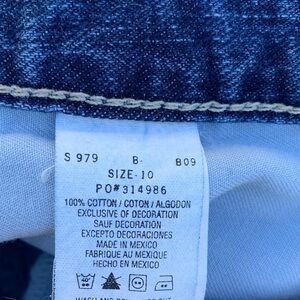 S 979 B- B09
SIZE-10
PO#314986
100% COTTON / COTON / ALGODON
EXCLUSIVE OF DECORATION
SAUF DECORATION
EXCEPTO DECORACIONES
MADE IN MEXICO
FABRIQUE AU MEXIQUE
HECHO EN MEXICO